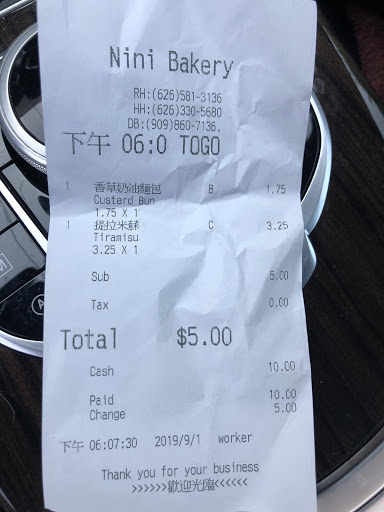 Nini Bakery
RH:(626)581-3136
HH:(626)330-5680
DB:(909)860-7136,
下午 06:0 TOGO
1 香草奶油麵包 B 1.75
Custerd Bun
1.75 X 1
1 提拉米蘇 C 3.25
Tiramisu
3.25 X 1
Sub 5.00
Tax 0.00
Total $5.00
Cash 10.00
Paid 10.00
Change 5.00
下午 06:07:30 2019/9/1 worker
Thank you for your business
>>>>>>歡迎光臨<<<<<<